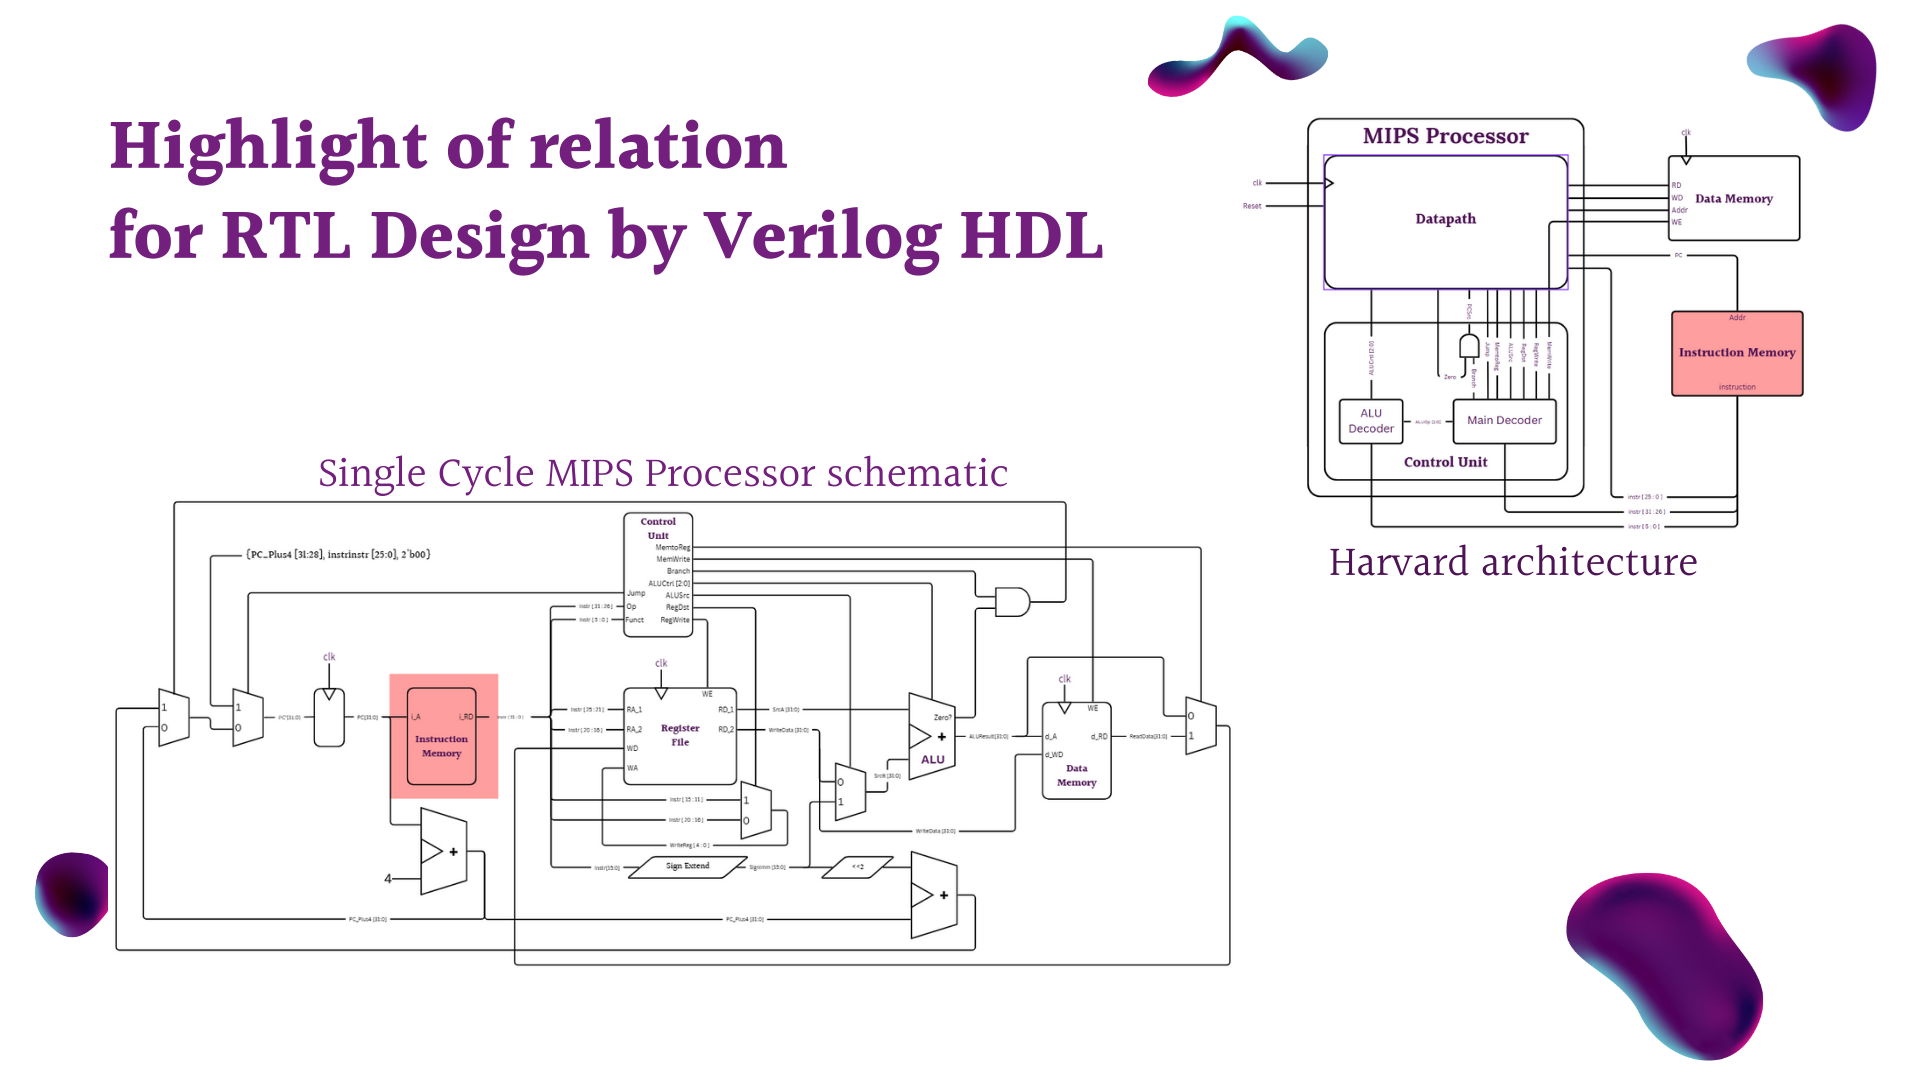 Highlight of relation
for RTL Design by Verilog HDL
MIPS Processor
clk
Reset
Datapath
clk
RD
WD
Addr
WE
Data Memory
PC
Addr
Instruction Memory
instruction
ALUCtrl [2:0]
Zero
PCSrc
Branch
Jump
MemtoReg
ALUSrc
RegDst
RegWrite
MemWrite
ALU
Decoder
ALUOp [1:0]
Main Decoder
Control Unit
instr [ 25 : 0 ]
instr [ 31 : 26 ]
instr [ 5 : 0 ]
Harvard architecture
Single Cycle MIPS Processor schematic
{PC_Plus4 [31:28], instrinstr [25:0], 2'b00}
Control
Unit
MemtoReg
MemWrite
Branch
ALUCtrl [2:0]
Jump
ALUSrc
Op
RegDst
Funct
RegWrite
Instr [ 31 : 26 ]
Instr [ 5 : 0 ]
1
0
1
0
PC'[31:0]
clk
PC[31:0]
i_A
i_RD
Instruction
Memory
clk
WE
Instr [ 25 : 21 ]
RA_1
RD_1
SrcA [31:0]
Instr [ 20 : 16 ]
RA_2
RD_2
WriteData [31:0]
WD
WA
Register
File
Instr [ 15 : 11 ]
1
Instr [ 20 : 16 ]
0
WriteReg [ 4 : 0 ]
0
1
SrcB [31:0]
Zero?
+
ALU
ALUResult[31:0]
clk
WE
d_A
d_RD
d_WD
Data
Memory
ReadData[31:0]
0
1
WriteData [31:0]
Instr[15:0]
Sign Extend
<<2
+
4
+
PC_Plus4 [31:0]
PC_Plus4 [31:0]